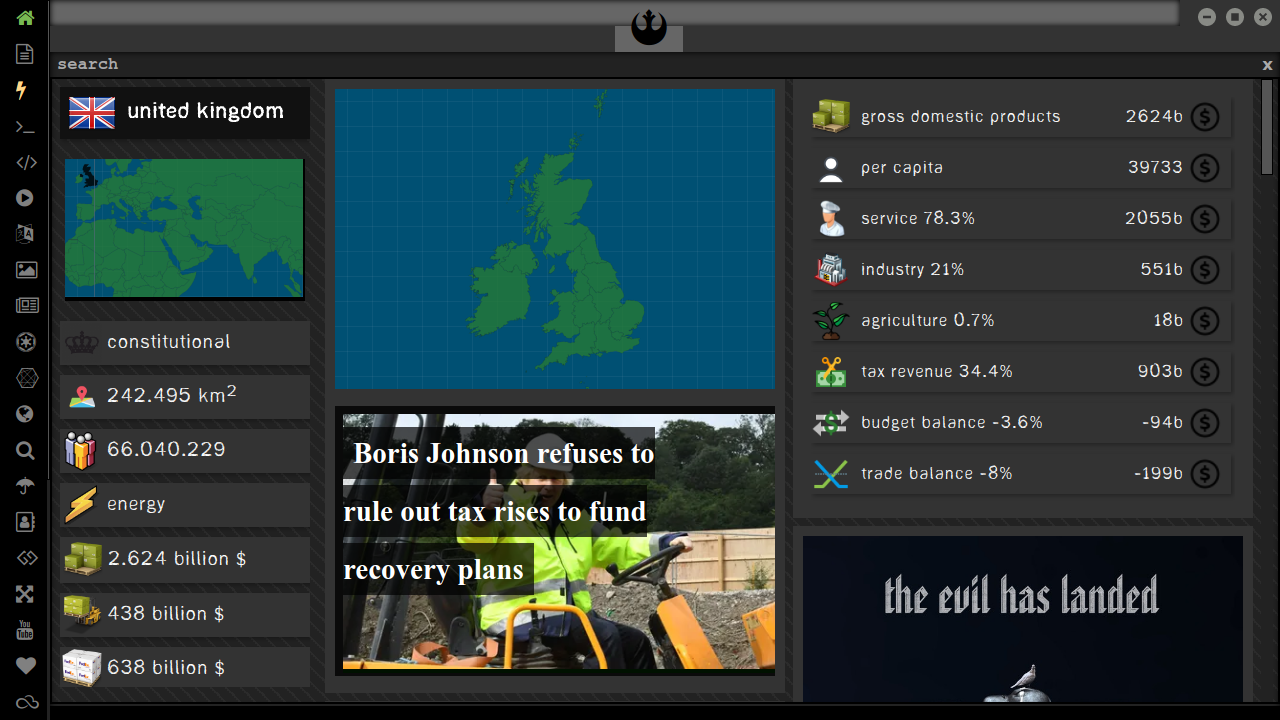 search
x
united kingdom
constitutional
242.495 km²
66.040.229
energy
2.624 billion $
438 billion $
638 billion $
Boris Johnson refuses to
rule out tax rises to fund
recovery plans
gross domestic products 2624b $
per capita 39733 $
service 78.3% 2055b $
industry 21% 551b $
agriculture 0.7% 18b $
tax revenue 34.4% 903b $
budget balance -3.6% -94b $
trade balance -8% -199b $
the evil has landed
You
Tube